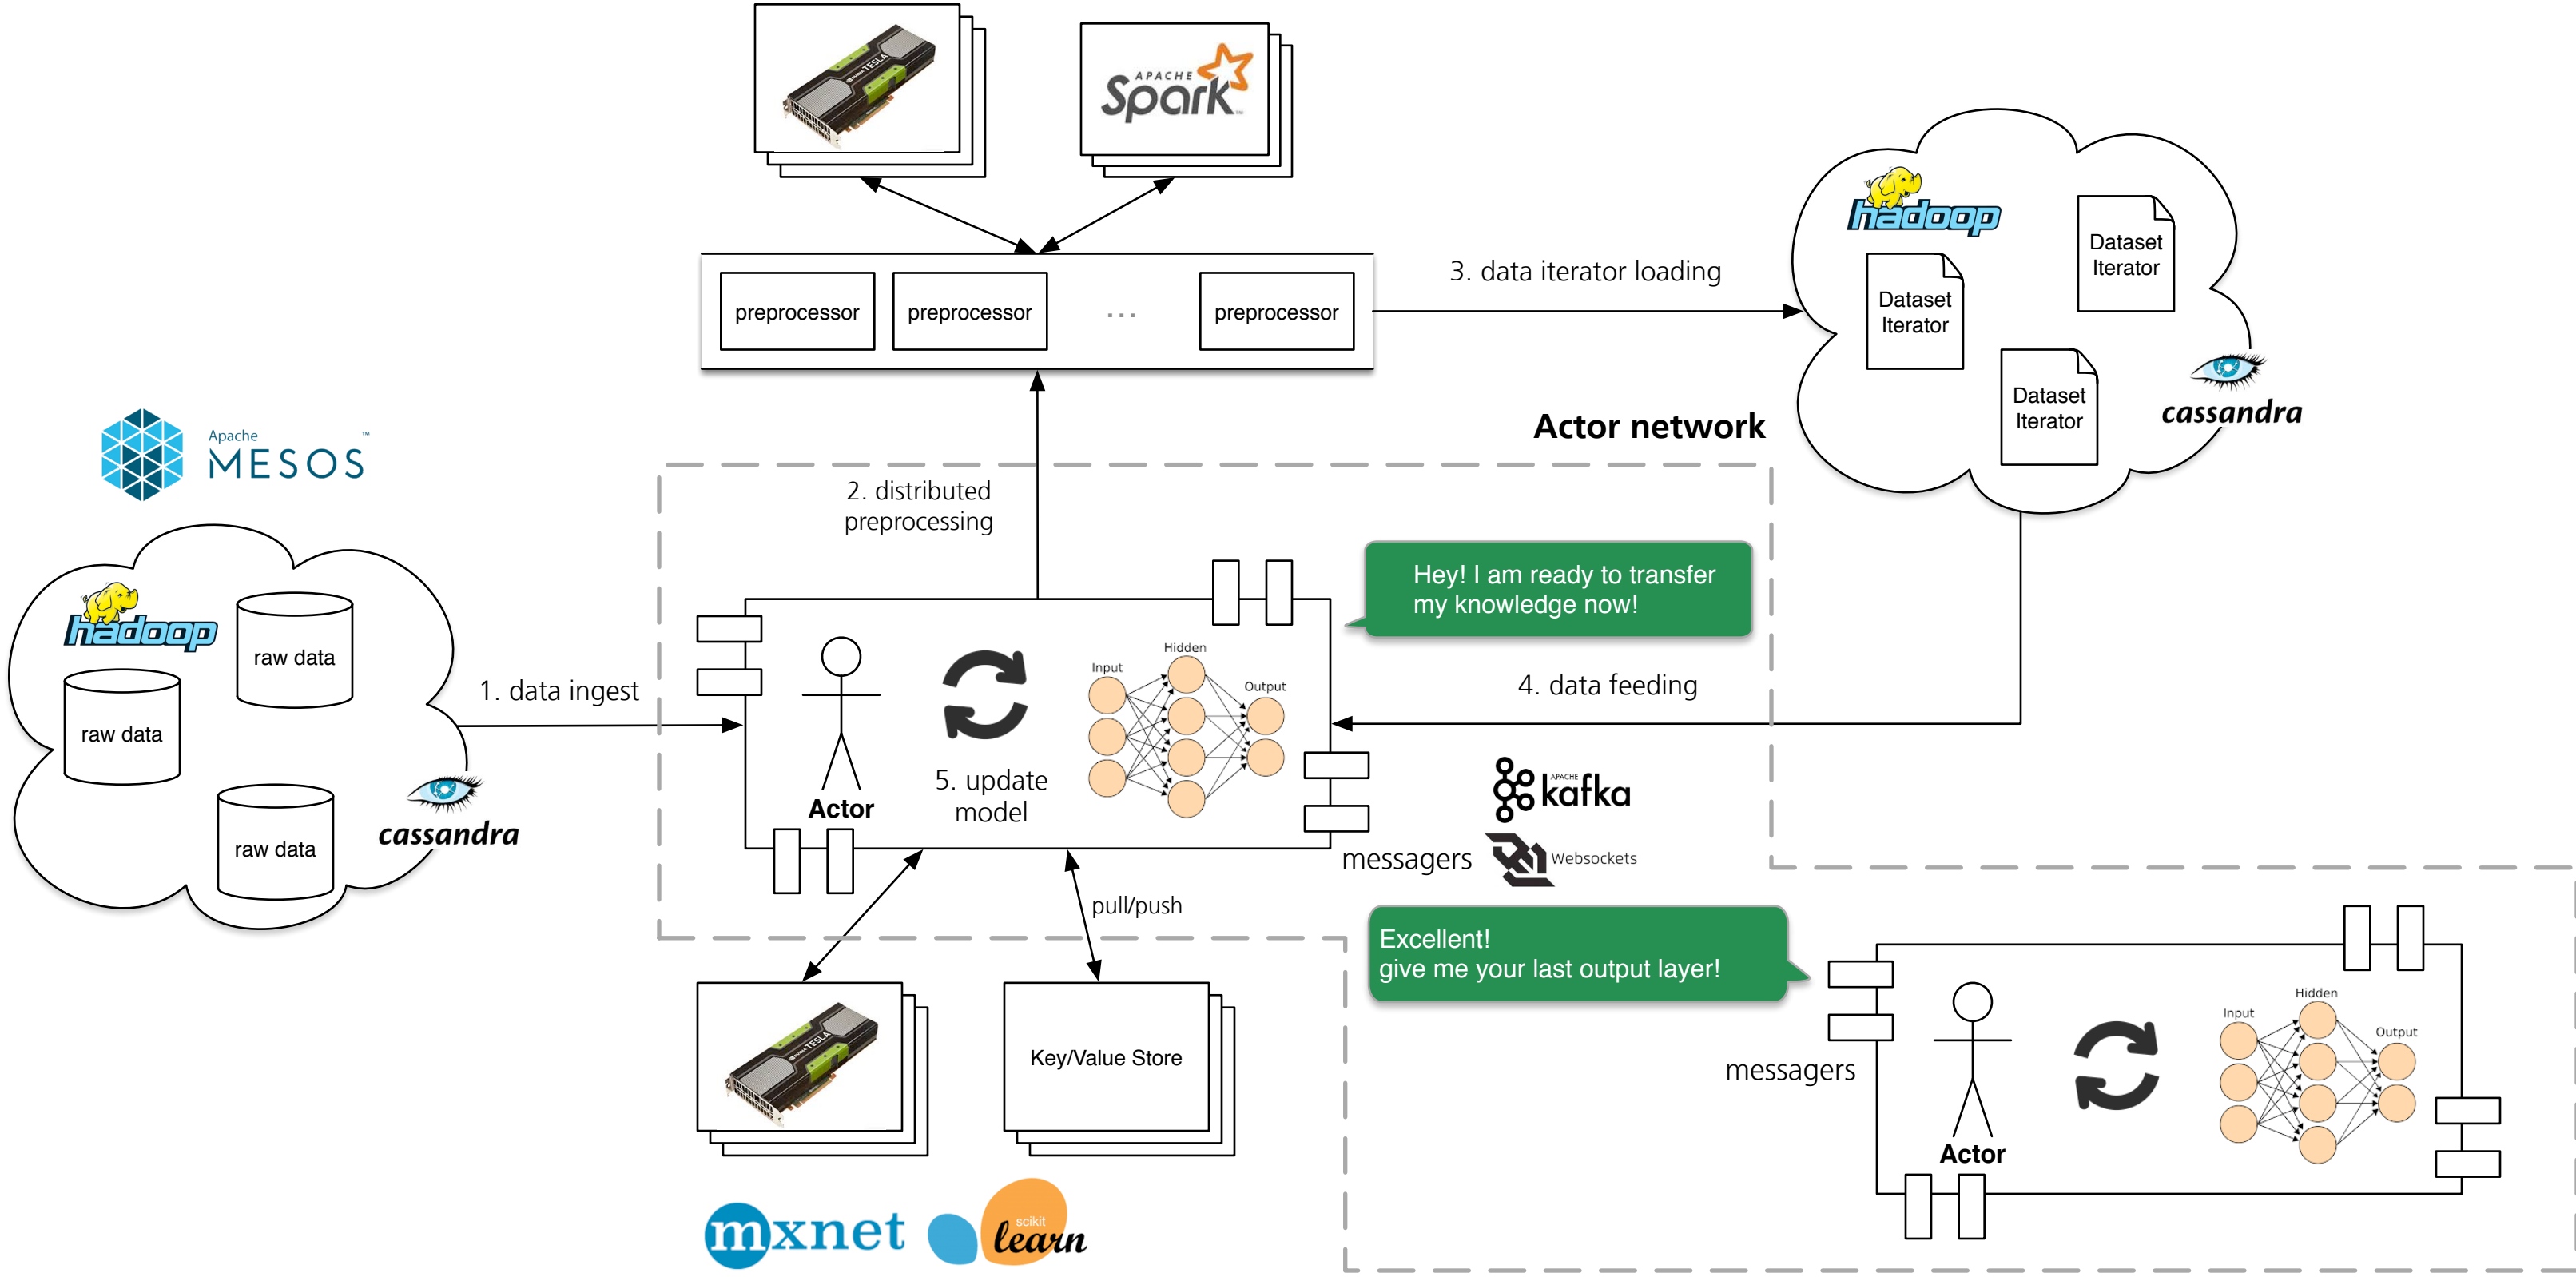 TESLA
APACHE
Spark
hadoop
Dataset
Iterator
Dataset
Iterator
Dataset
Iterator
cassandra
preprocessor
preprocessor
...
preprocessor
3. data iterator loading
Actor network
Apache
MESOS
™
2. distributed
preprocessing
Hey! I am ready to transfer
my knowledge now!
hadoop
raw data
raw data
raw data
cassandra
1. data ingest
Actor
5. update
model
Input
Hidden
Output
4. data feeding
APACHE
kafka
messagers
Websockets
pull/push
Excellent!
give me your last output layer!
TESLA
Key/Value Store
messagers
Actor
Input
Hidden
Output
mxnet
scikit
learn